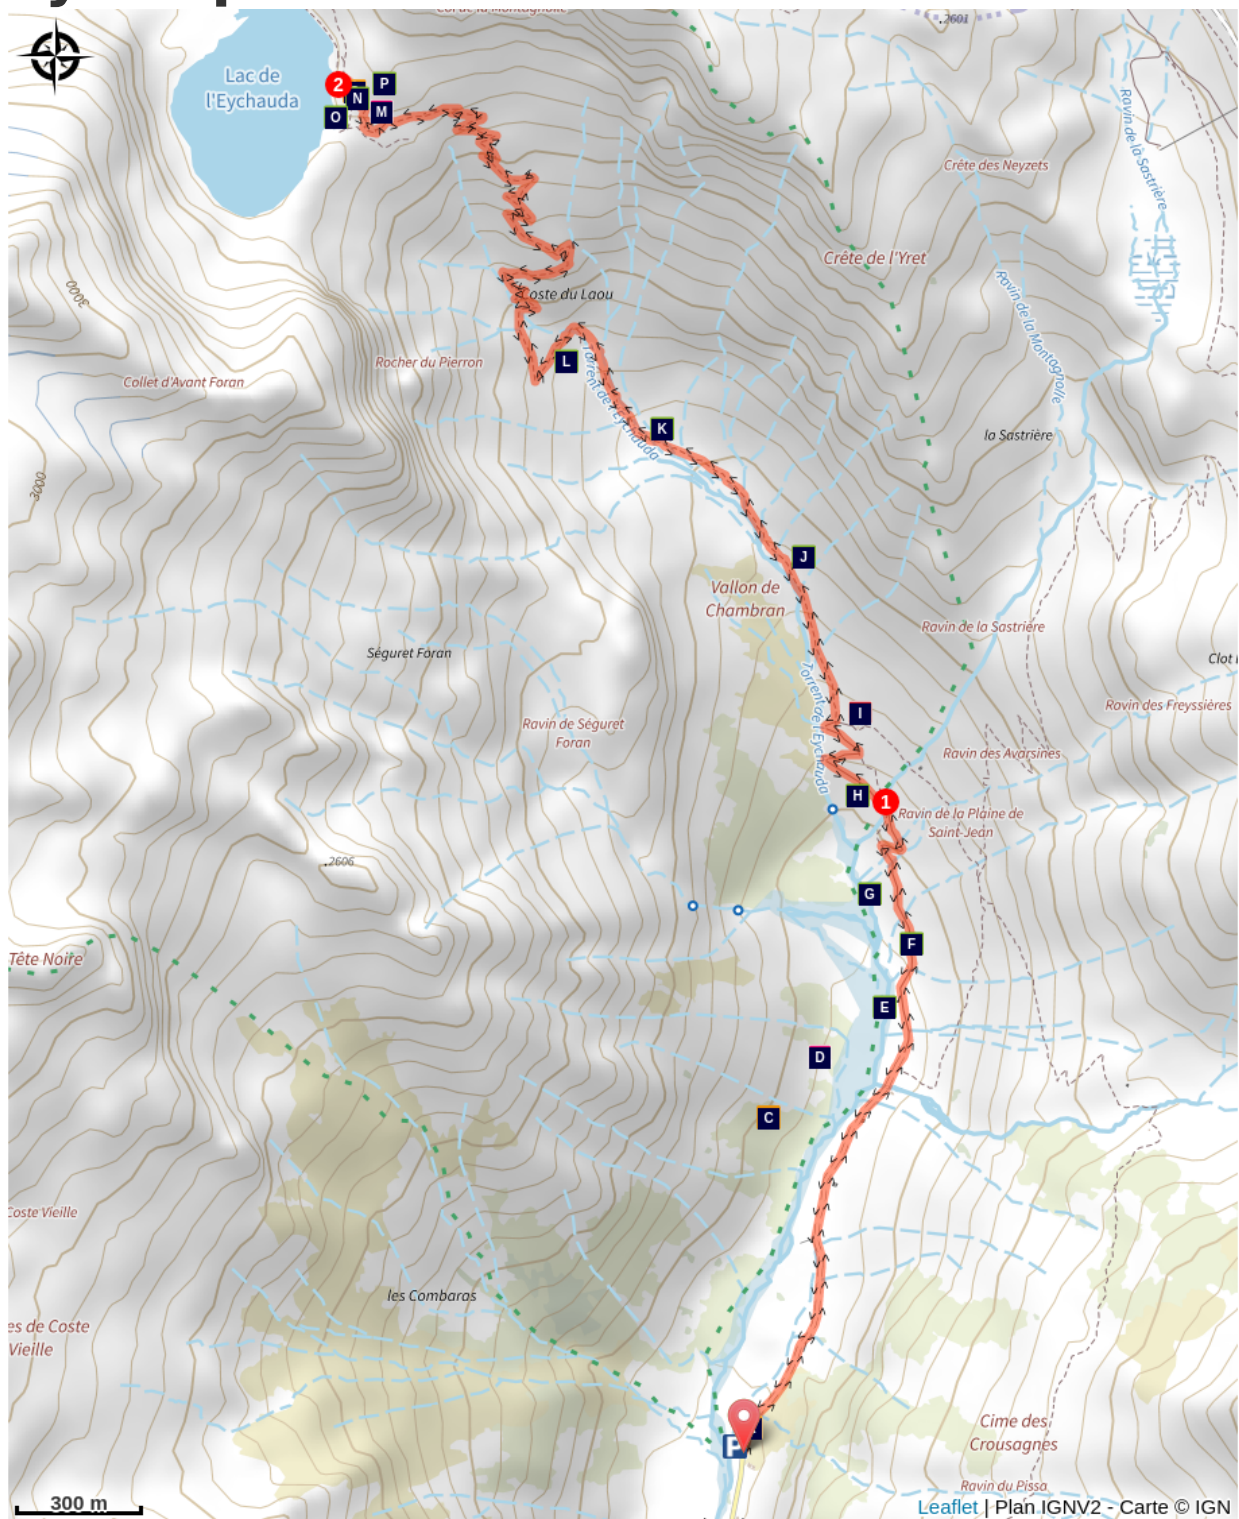 2601
Lac de
l'Eychauda
2
P
N
M
O
Ravin de la Sastrière
Crête des Neyzets
Crête de l'Yret
3000
Coste du Laou
Ravin de la Montagnolle
Rocher du Pierron
L
Collet d'Avant Foran
Torrent de l'Eychauda
K
la Sastrière
3000
J
Vallon de
Chambran
Ravin de la Sastrière
Séguret Foran
Clot
Torrent de l'Eychauda
Ravin des Freyssières
I
Ravin de Séguret
Foran
Ravin des Avarsines
H
1
Ravin de la Plaine de
Saint-Jean
2606
G
F
Tête Noire
E
D
C
Coste Vieille
les Combaras
es de Coste
Vieille
Cime des
Crousagnes
P
Ravin du Pissa
300 m
Leaflet | Plan IGNV2 - Carte © IGN